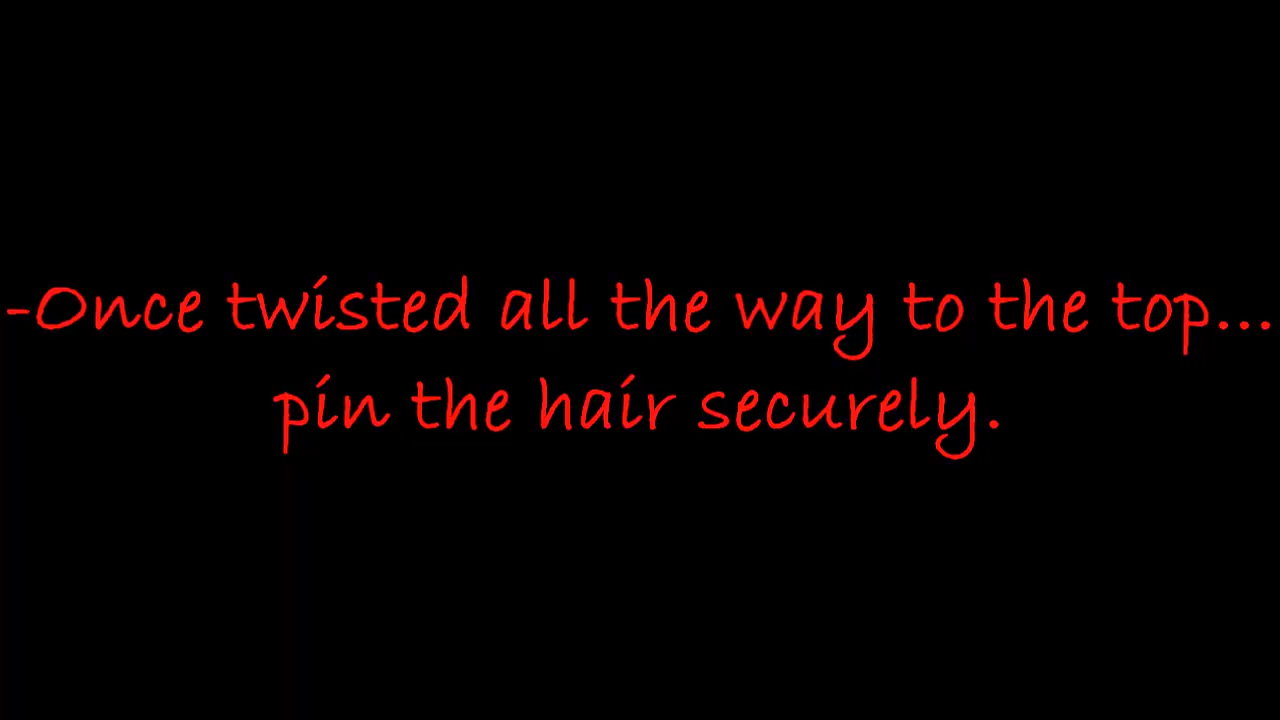 -Once twisted all the way to the top...
pin the hair securely.